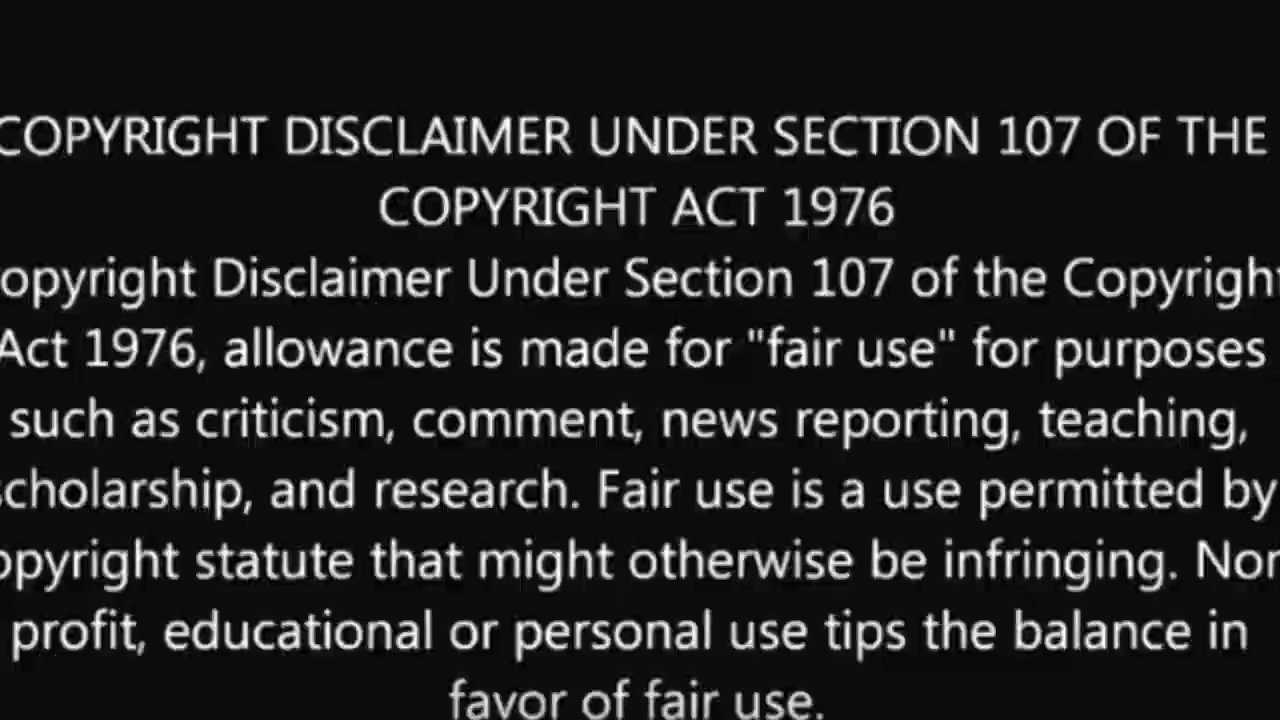 COPYRIGHT DISCLAIMER UNDER SECTION 107 OF THE
COPYRIGHT ACT 1976
opyright Disclaimer Under Section 107 of the Copyright
Act 1976, allowance is made for "fair use" for purposes
such as criticism, comment, news reporting, teaching,
scholarship, and research. Fair use is a use permitted by
opyright statute that might otherwise be infringing. Non
profit, educational or personal use tips the balance in
favor of fair use.